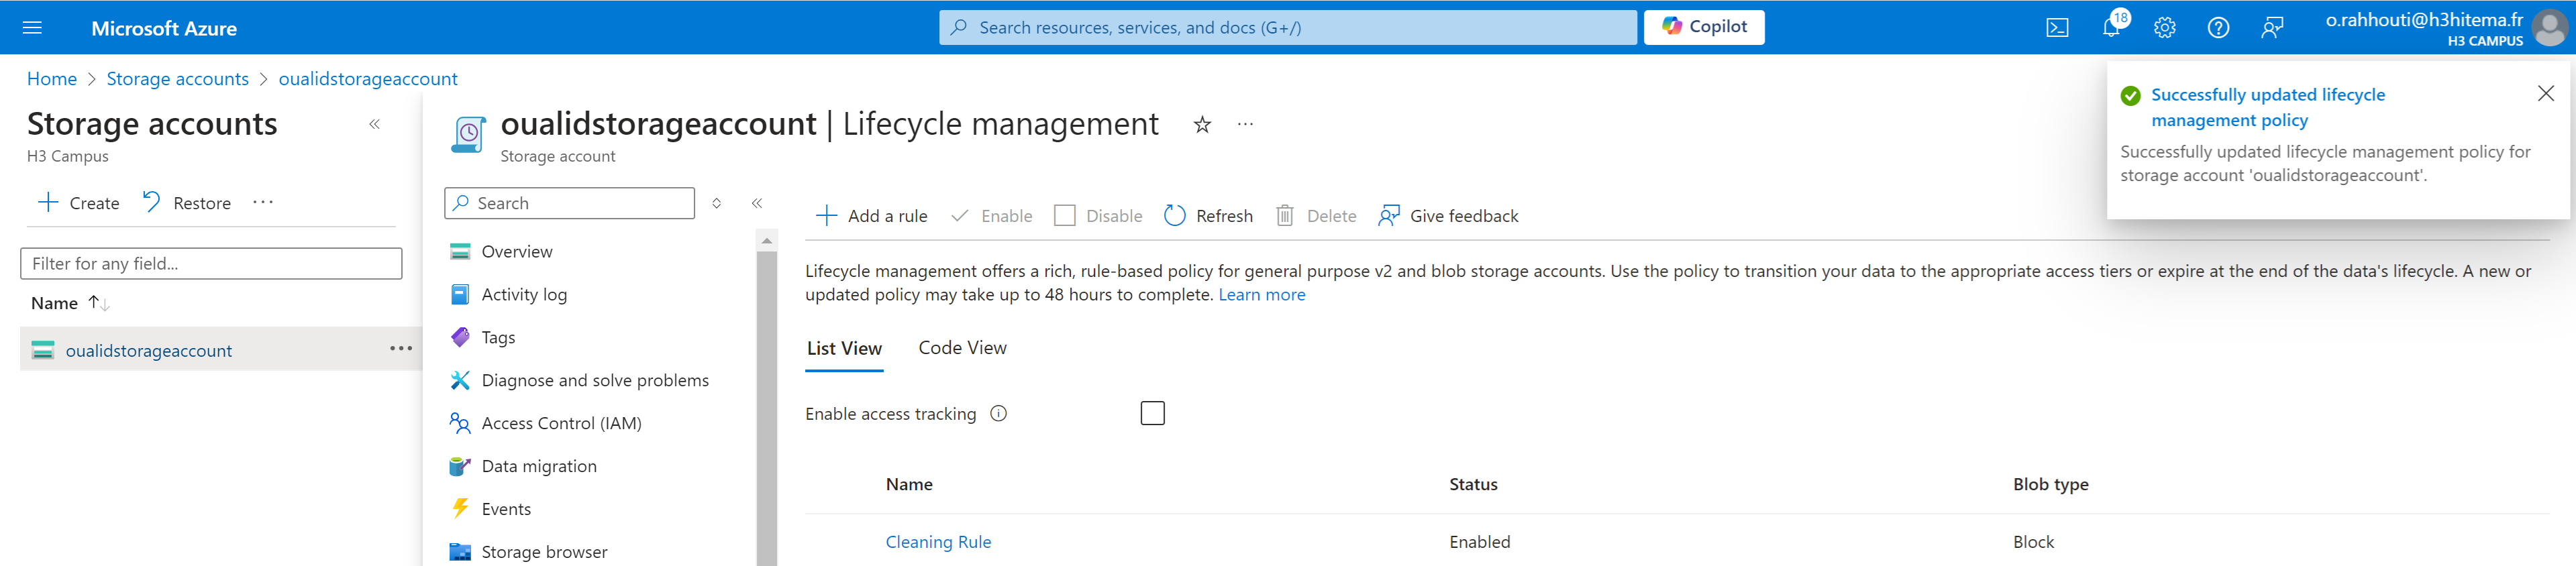 Microsoft Azure
Search resources, services, and docs (G+/)
Copilot
18
o.rahhouti@h3hitema.fr
H3 CAMPUS
Home > Storage accounts > oualidstorageaccount
Successfully updated lifecycle
management policy
Successfully updated lifecycle management policy for
storage account 'oualidstorageaccount'.
Storage accounts
H3 Campus
Create
Restore
Filter for any field...
Name
oualidstorageaccount
oualidstorageaccount | Lifecycle management
Storage account
Search
Overview
Activity log
Tags
Diagnose and solve problems
Access Control (IAM)
Data migration
Events
Storage browser
Add a rule
Enable
Disable
Refresh
Delete
Give feedback
Lifecycle management offers a rich, rule-based policy for general purpose v2 and blob storage accounts. Use the policy to transition your data to the appropriate access tiers or expire at the end of the data's lifecycle. A new or
updated policy may take up to 48 hours to complete. Learn more
List View
Code View
Enable access tracking
Name Status Blob type
Cleaning Rule Enabled Block